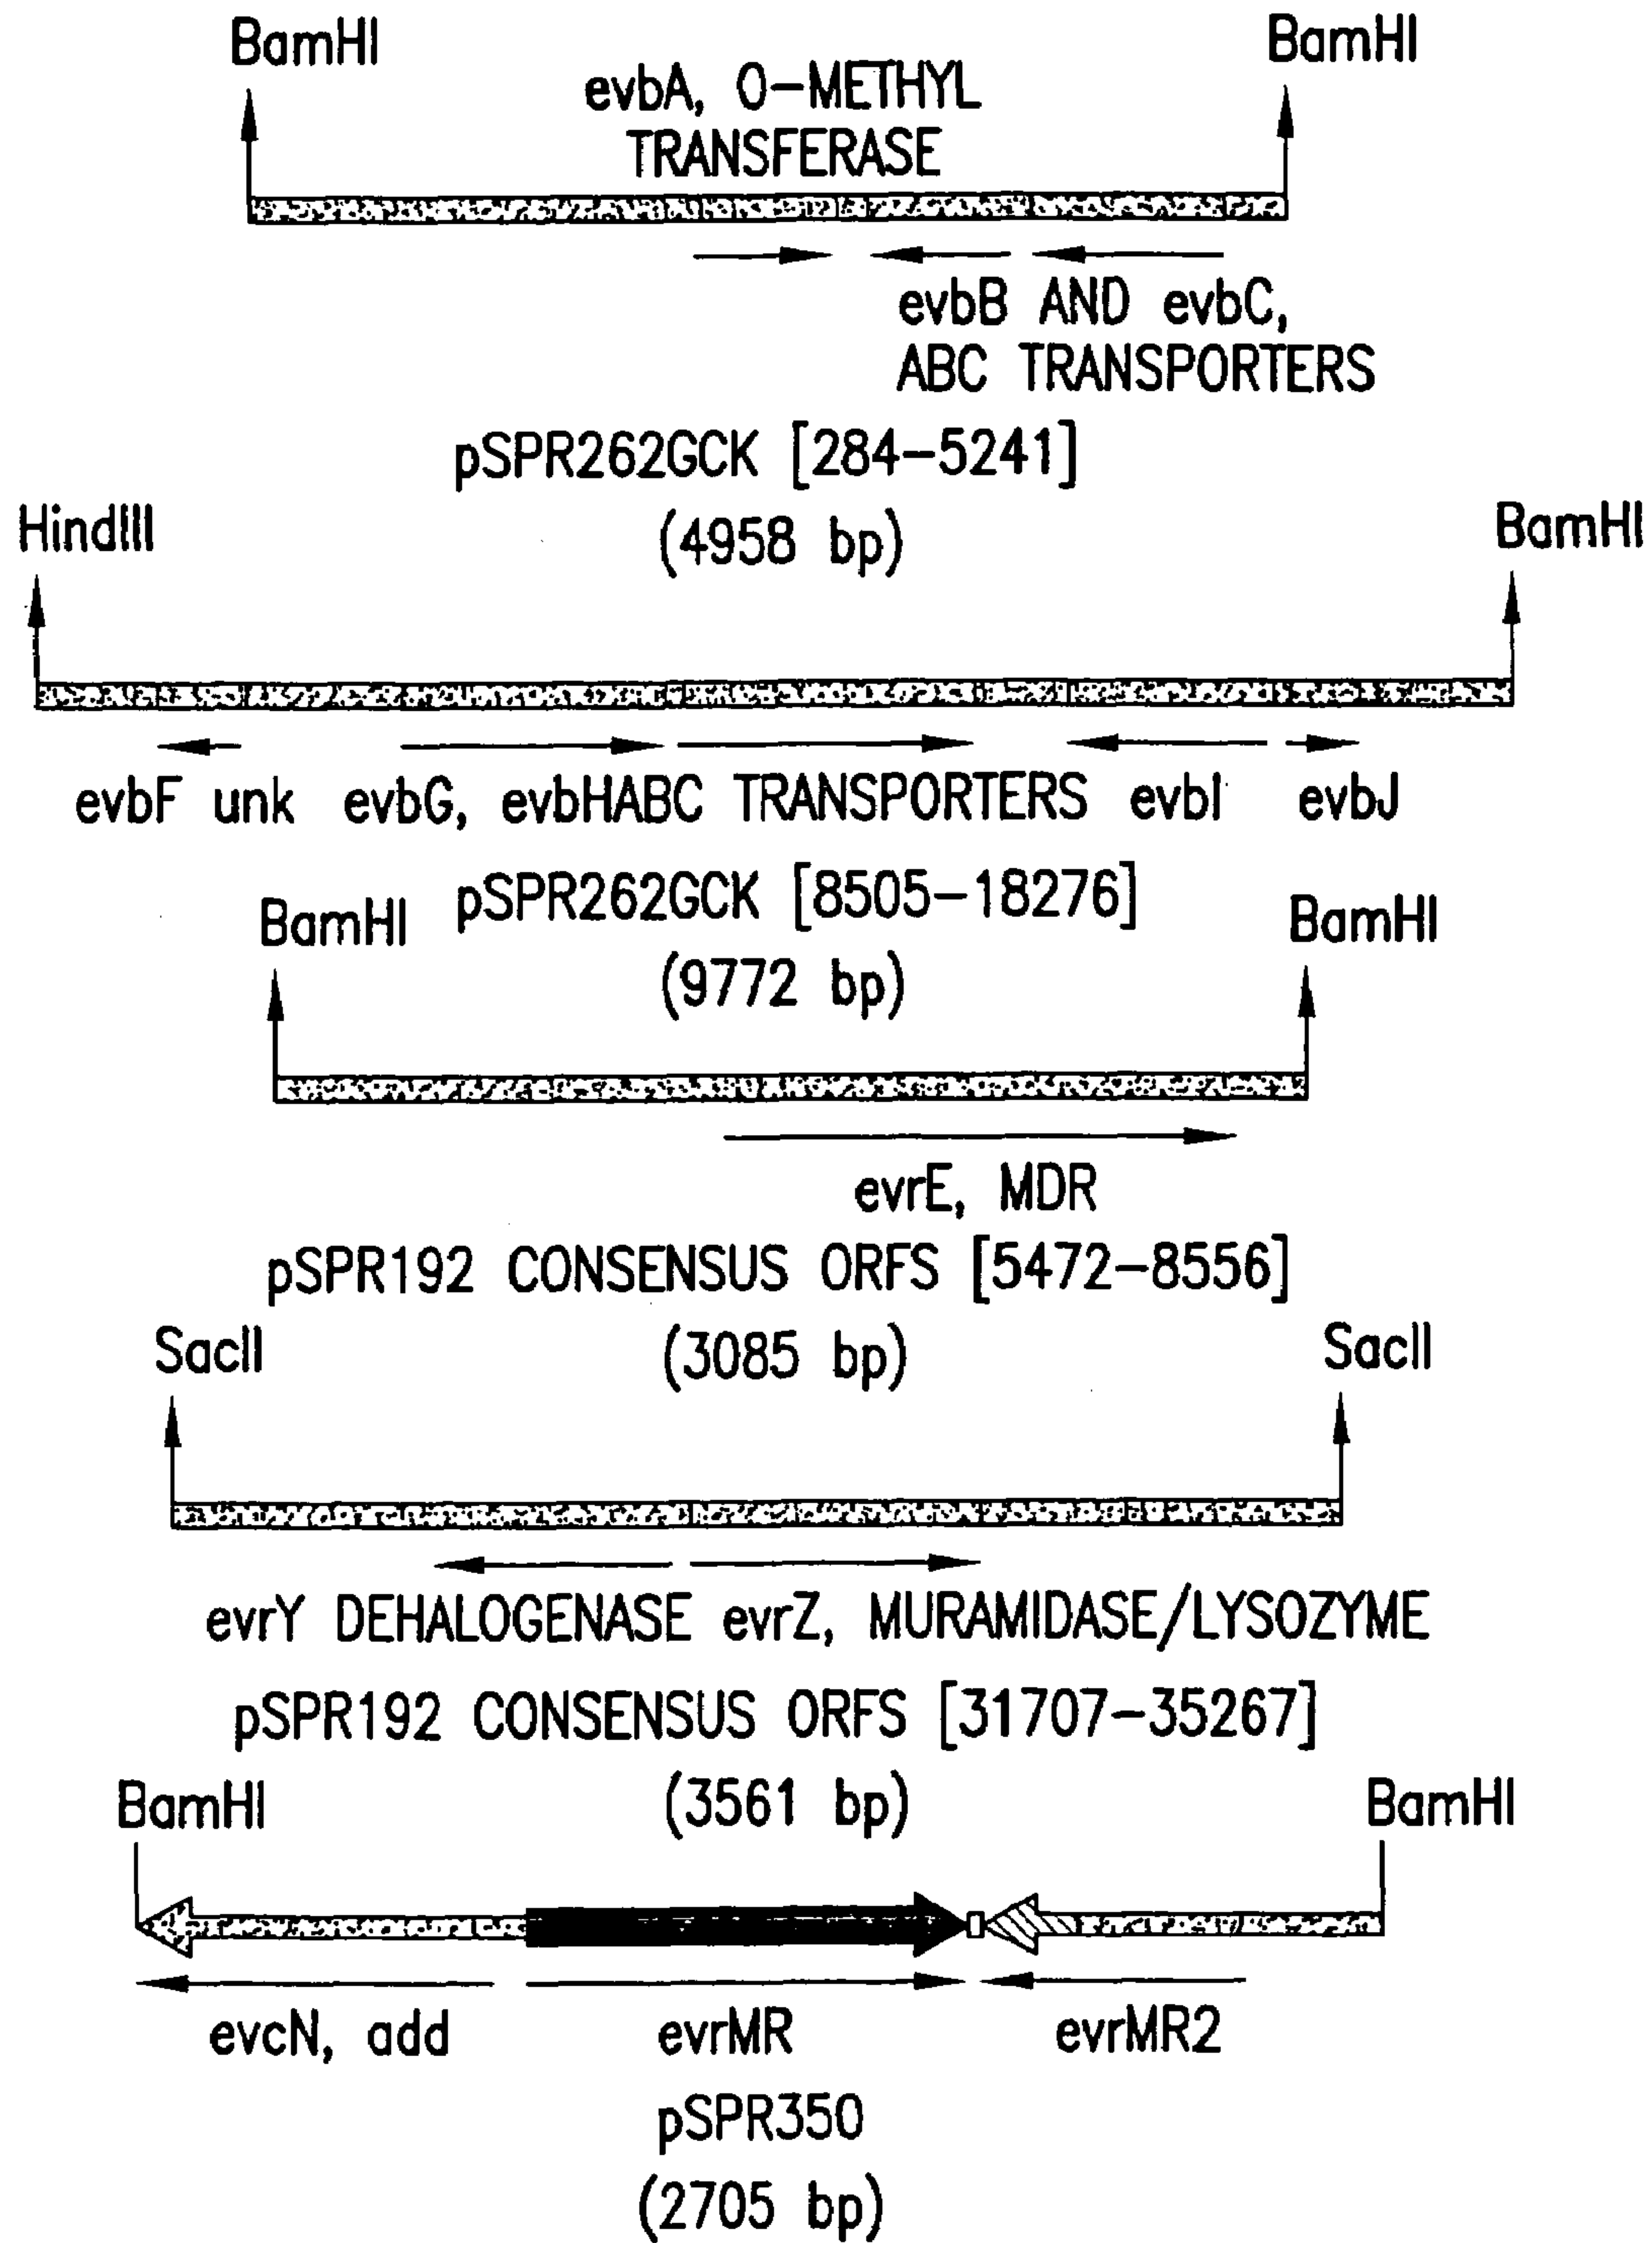 BamHI BamHI
evbA, O-METHYL
TRANSFERASE
evbB AND evbC,
ABC TRANSPORTERS
pSPR262GCK [284-5241]
(4958 bp)
HindIII BamHI
evbF unk evbG, evbHABC TRANSPORTERS evbI evbJ
pSPR262GCK [8505-18276]
(9772 bp)
BamHI BamHI
evrE, MDR
pSPR192 CONSENSUS ORFS [5472-8556]
(3085 bp)
SacII SacII
evrY DEHALOGENASE evrZ, MURAMIDASE/LYSOZYME
pSPR192 CONSENSUS ORFS [31707-35267]
(3561 bp)
BamHI BamHI
evcN, add evrMR evrMR2
pSPR350
(2705 bp)